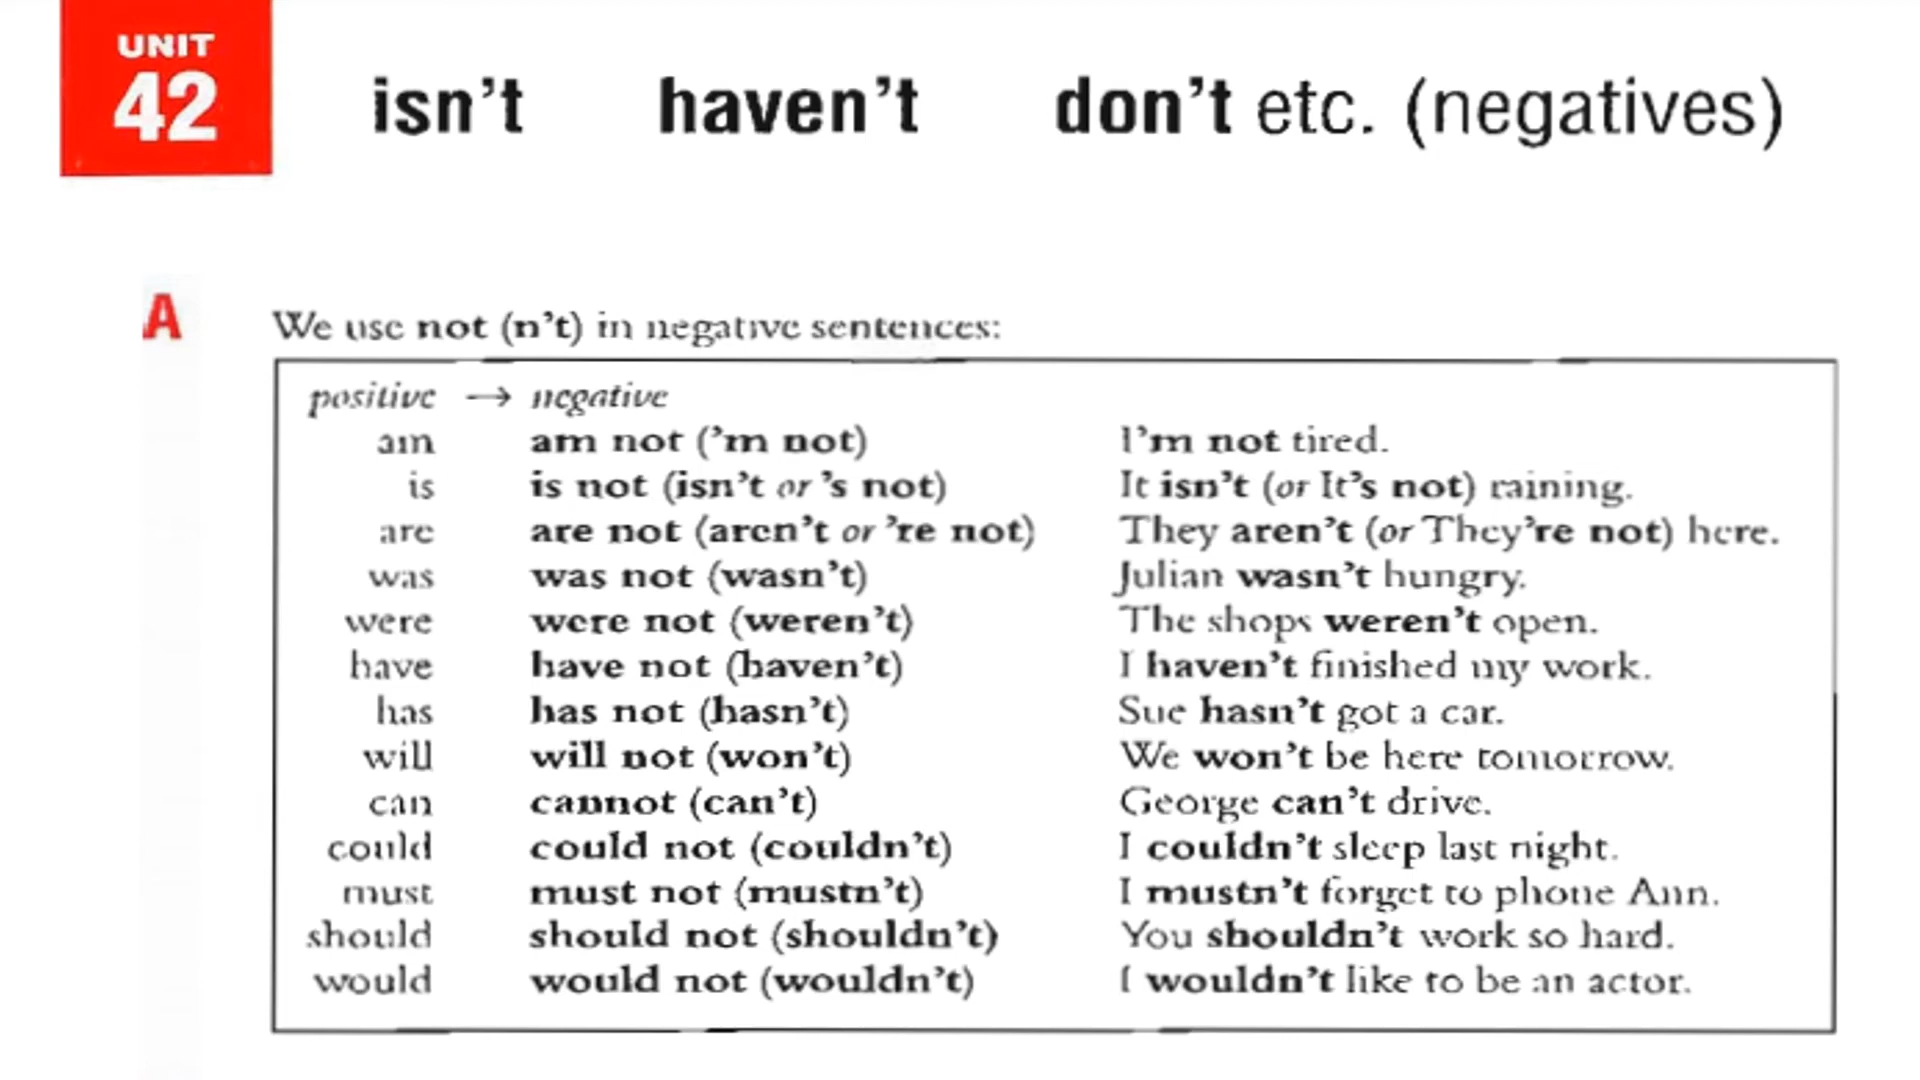 UNIT
42
isn't haven't don't etc. (negatives)
A
We use not (n't) in negative sentences:
positive → negative
am am not ('m not) I'm not tired.
is is not (isn't or 's not) It isn't (or It's not) raining.
are are not (aren't or 're not) They aren't (or They're not) here.
was was not (wasn't) Julian wasn't hungry.
were were not (weren't) The shops weren't open.
have have not (haven't) I haven't finished my work.
has has not (hasn't) Sue hasn't got a car.
will will not (won't) We won't be here tomorrow.
can cannot (can't) George can't drive.
could could not (couldn't) I couldn't sleep last night.
must must not (mustn't) I mustn't forget to phone Ann.
should should not (shouldn't) You shouldn't work so hard.
would would not (wouldn't) I wouldn't like to be an actor.